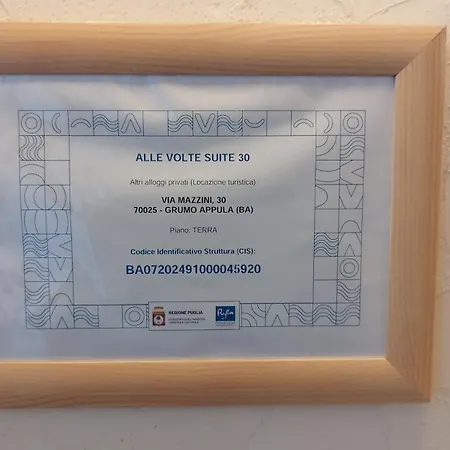 ALLE VOLTE SUITE 30
Altri alloggi privati (Locazione turistica)
VIA MAZZINI, 30
70025 - GRUMO APPULA (BA)
Piano: TERRA
Codice Identificativo Struttura (CIS):
BA07202491000045920
REGIONE PUGLIA